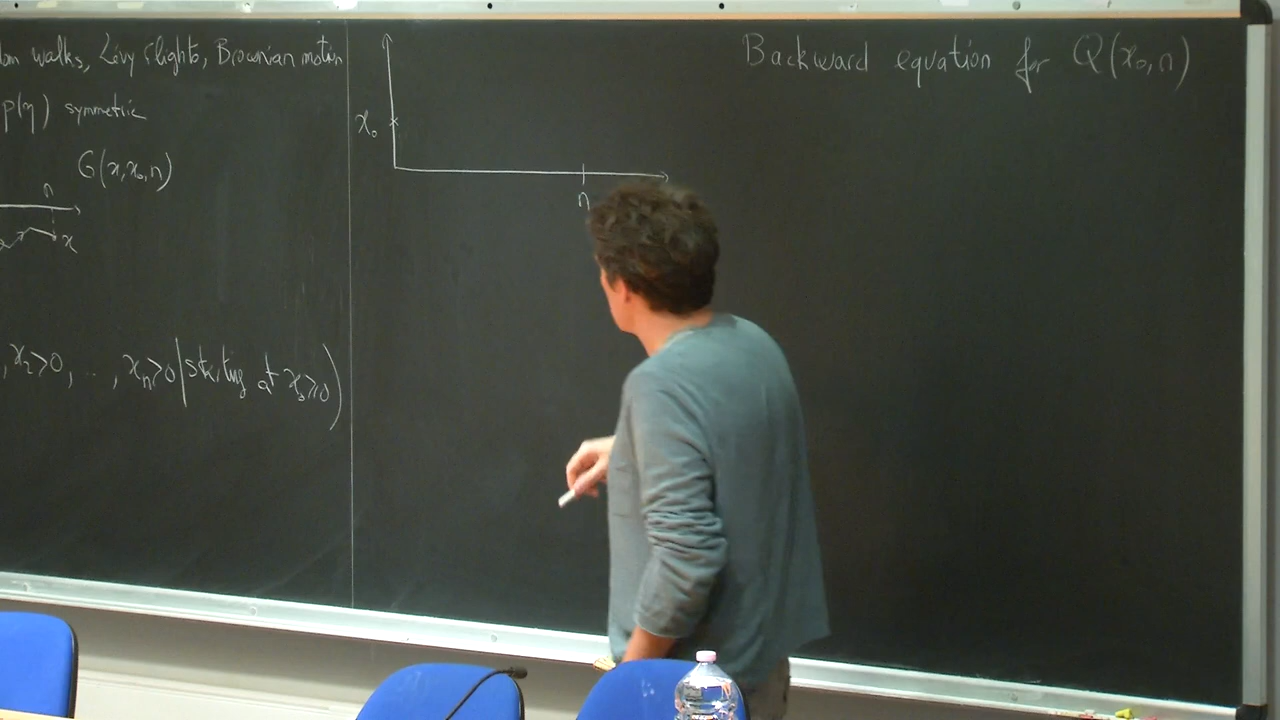 walks, Lévy flights, Brownian motion
p(η) symmetric
G(x,x₀,n)
n
x
,x₂>0, .., xₙ>0|starting at x₀≥0)
x₀
n
Backward equation for Q(x₀,n)